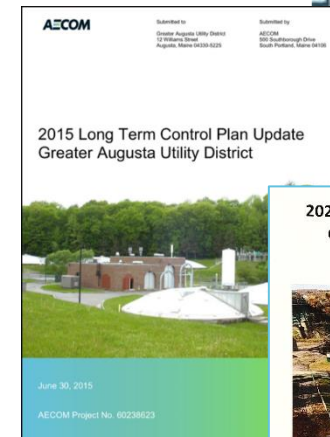 AECOM
Submitted to
Greater Augusta Utility District
12 Williams Street
Augusta, Maine 04330-5225
Submitted by
AECOM
500 Southborough Drive
South Portland, Maine 04106
2015 Long Term Control Plan Update
Greater Augusta Utility District
202
June 30, 2015
AECOM Project No. 60238623